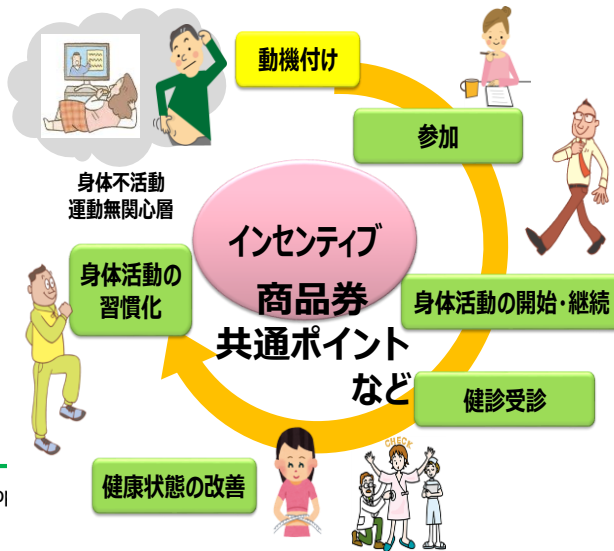 動機付け
参加
身体不活動
運動無関心層
インセンティブ
商品券
共通ポイント
など
身体活動の
習慣化
身体活動の開始・継続
健診受診
健康状態の改善
CHECK